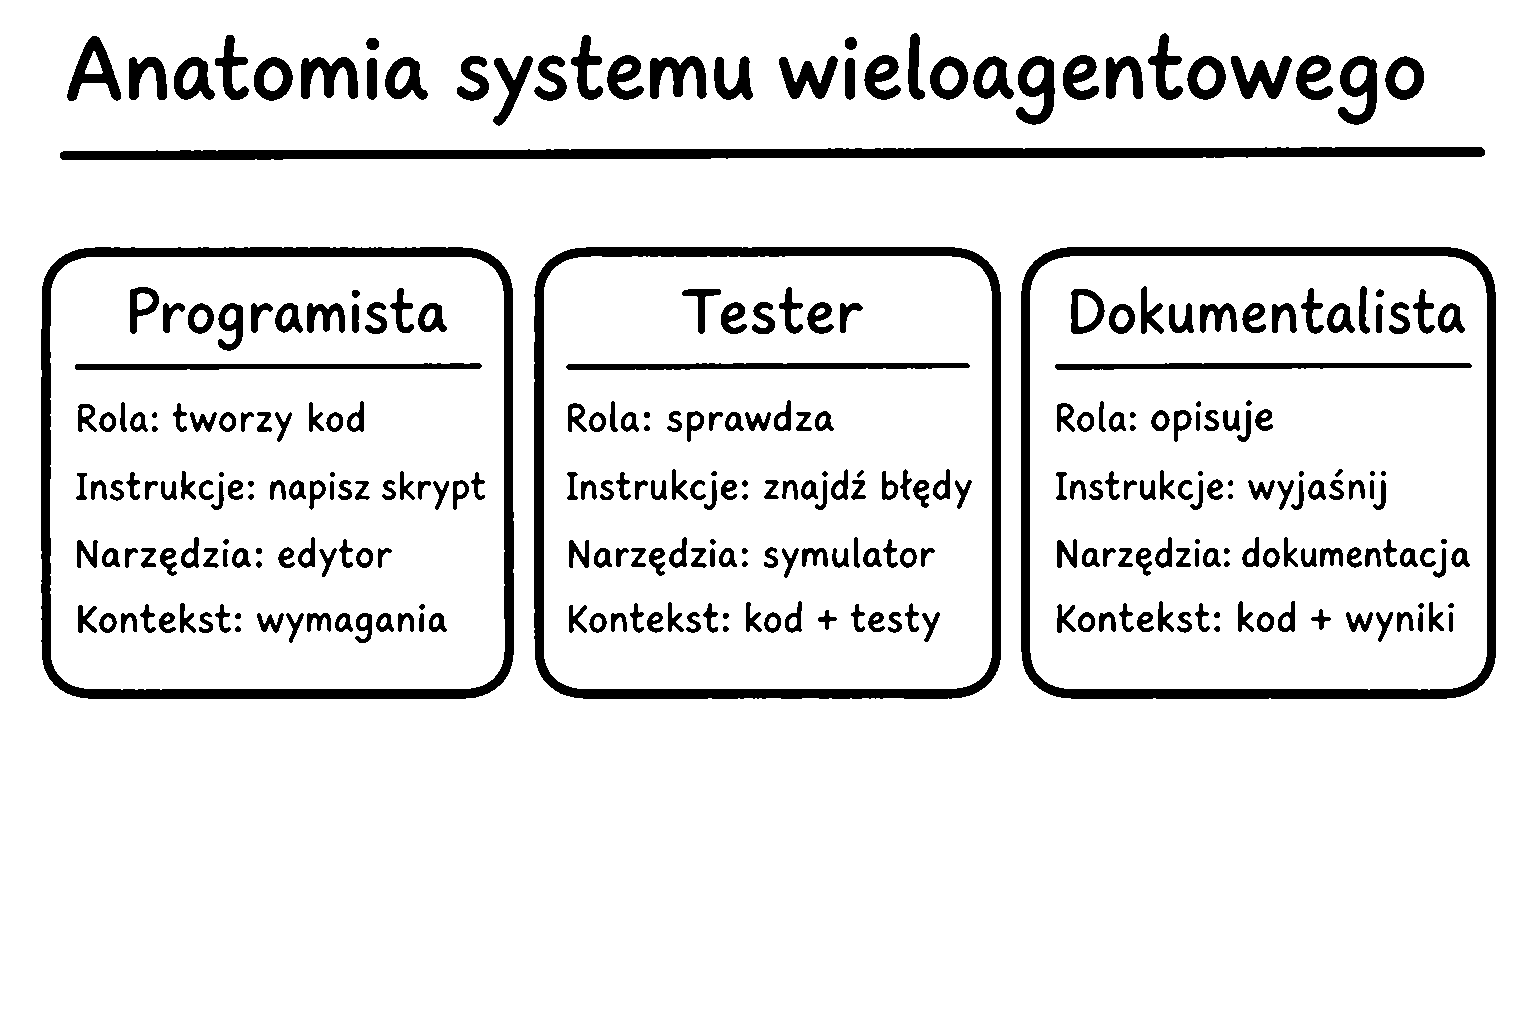 Anatomia systemu wieloagentowego
Programista
Rola: tworzy kod
Instrukcje: napisz skrypt
Narzędzia: edytor
Kontekst: wymagania
Tester
Rola: sprawdza
Instrukcje: znajdź błędy
Narzędzia: symulator
Kontekst: kod + testy
Dokumentalista
Rola: opisuje
Instrukcje: wyjaśnij
Narzędzia: dokumentacja
Kontekst: kod + wyniki